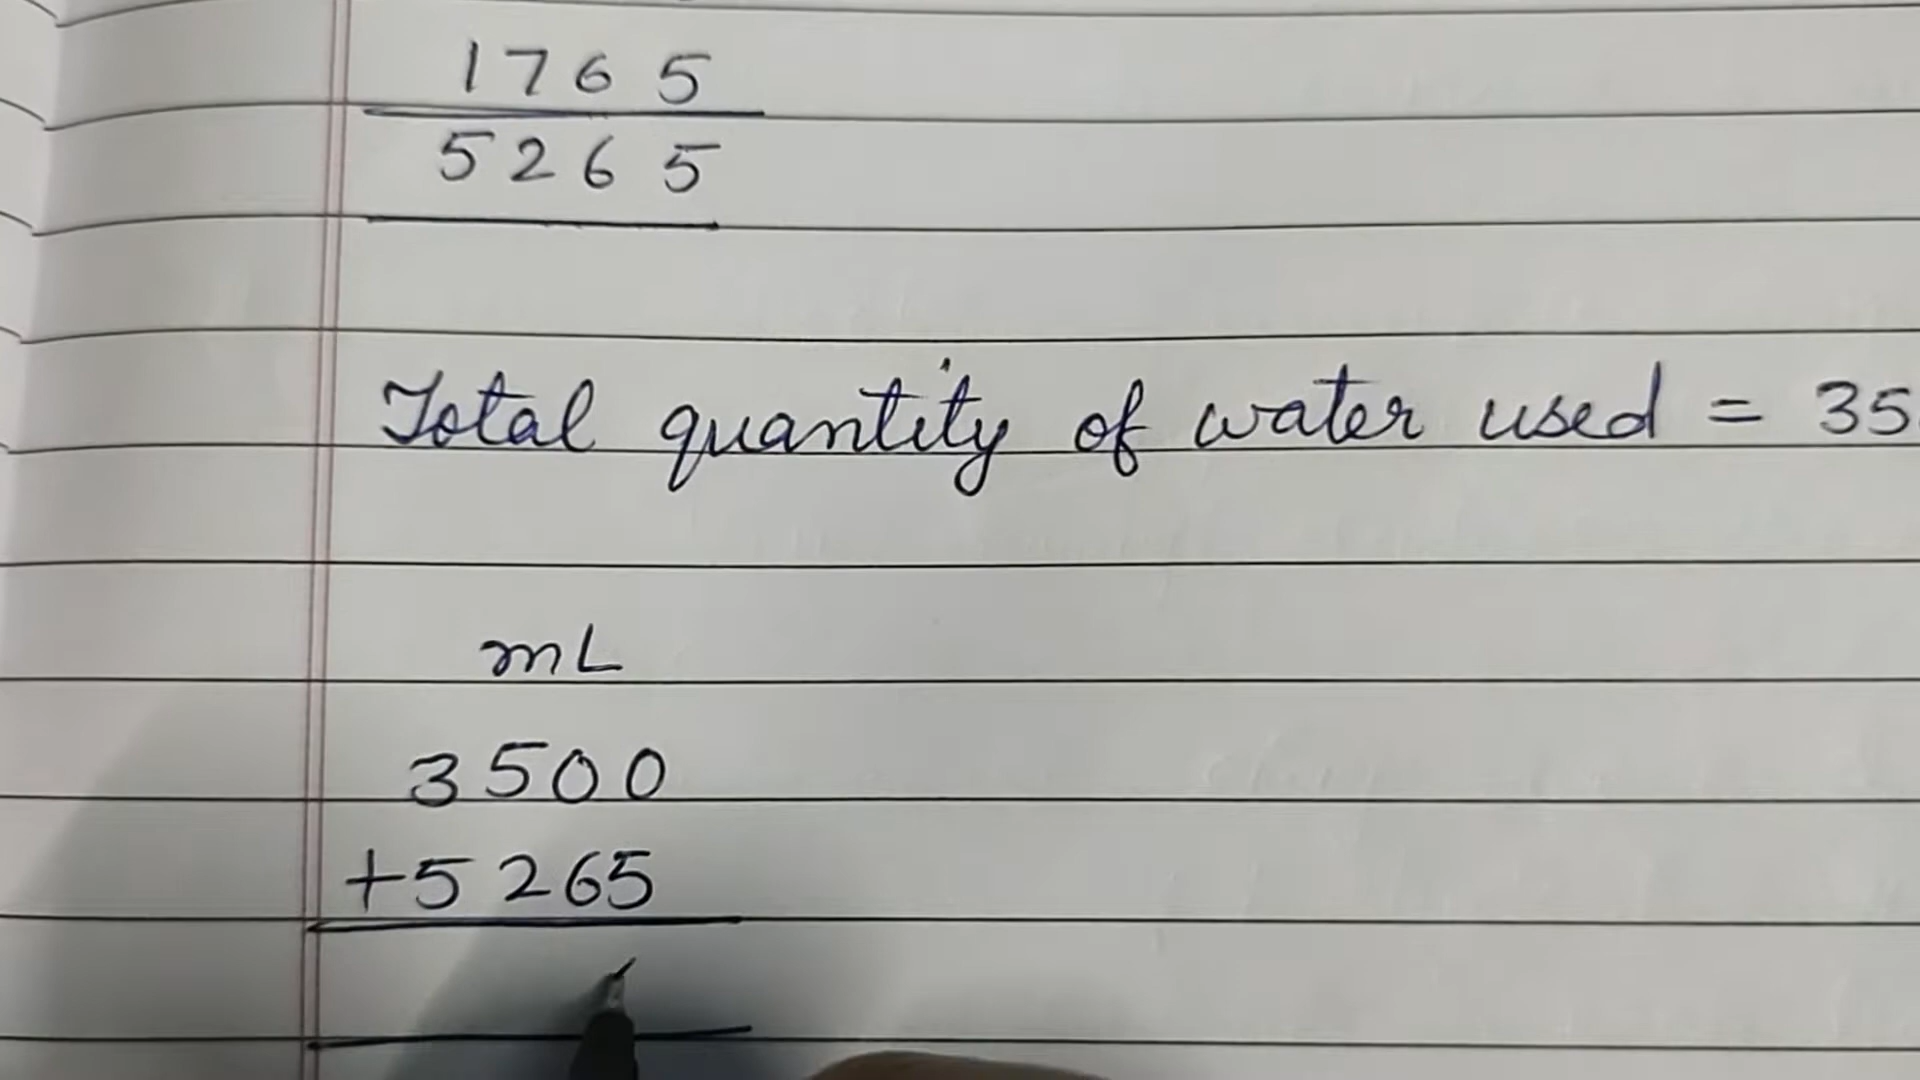 1765
5265
Total quantity of water used = 35
mL
3500
+5265